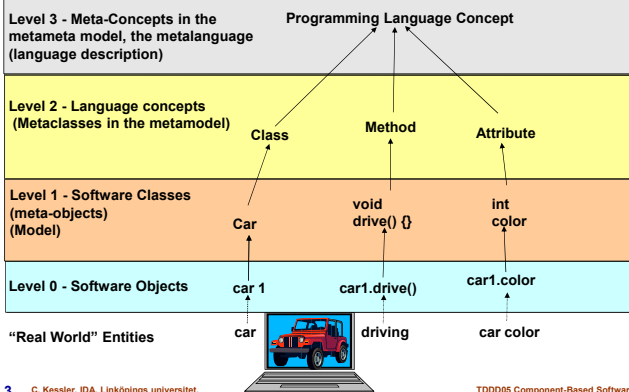 Level 3 - Meta-Concepts in the
metameta model, the metalanguage
(language description)
Programming Language Concept
Level 2 - Language concepts
(Metaclasses in the metamodel)
Class
Method
Attribute
Level 1 - Software Classes
(meta-objects)
(Model)
Car
void
drive() {}
int
color
Level 0 - Software Objects
car 1
car1.drive()
car1.color
“Real World” Entities
car
driving
car color
3 C. Kessler, IDA, Linköpings universitet.
TDDD05 Component-Based Softwar